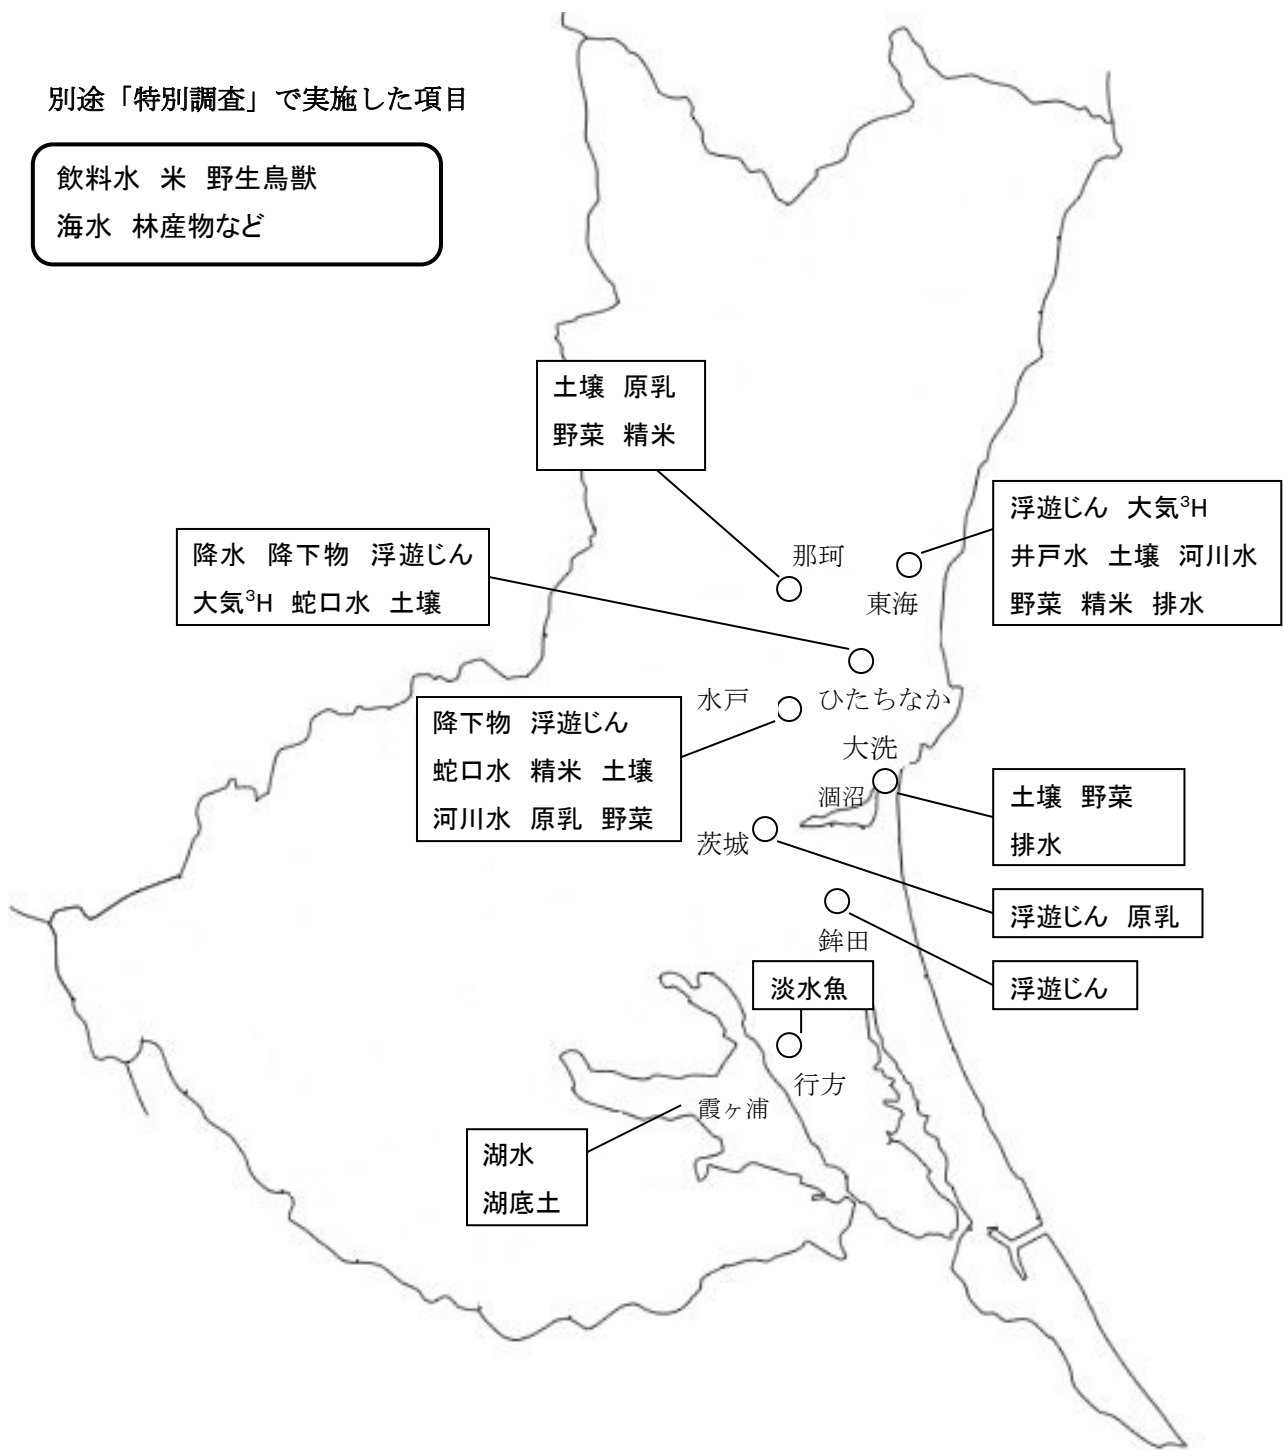 別途「特別調査」で実施した項目
飲料水 米 野生鳥獣
海水 林産物など
土壌 原乳
野菜 精米
那珂
浮遊じん 大気³H
井戸水 土壌 河川水
野菜 精米 排水
東海
降水 降下物 浮遊じん
大気³H 蛇口水 土壌
ひたちなか
水戸
降下物 浮遊じん
蛇口水 精米 土壌
河川水 原乳 野菜
大洗
涸沼
土壌 野菜
排水
茨城
浮遊じん 原乳
鉾田
浮遊じん
淡水魚
行方
霞ヶ浦
湖水
湖底土